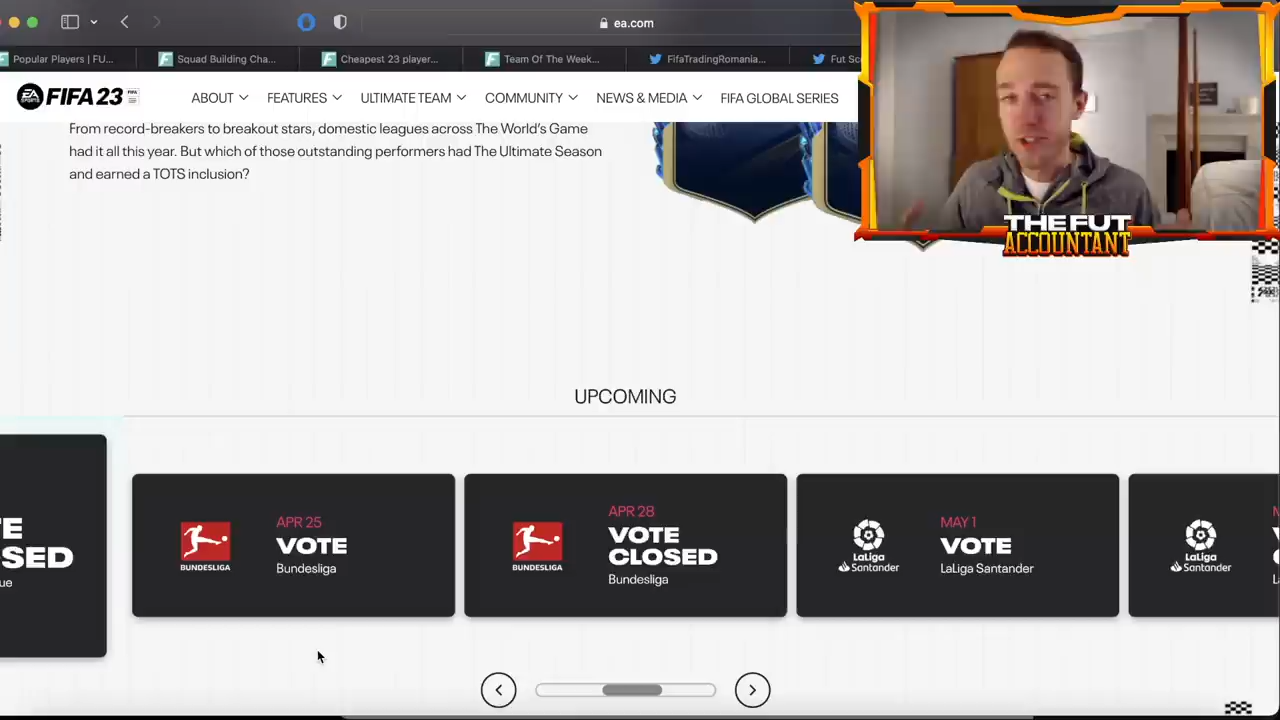 ea.com
Popular Players | FU...
Squad Building Cha...
Cheapest 23 player...
Team Of The Week...
FifaTradingRomania...
Fut Sc
EA SPORTS
FIFA 23
ABOUT
FEATURES
ULTIMATE TEAM
COMMUNITY
NEWS & MEDIA
FIFA GLOBAL SERIES
From record-breakers to breakout stars, domestic leagues across The World's Game
had it all this year. But which of those outstanding performers had The Ultimate Season
and earned a TOTS inclusion?
THE FUT
ACCOUNTANT
UPCOMING
SED
ue
BUNDESLIGA
APR 25
VOTE
Bundesliga
BUNDESLIGA
APR 28
VOTE
CLOSED
Bundesliga
LaLiga
Santander
MAY 1
VOTE
LaLiga Santander
LaLiga
Santander